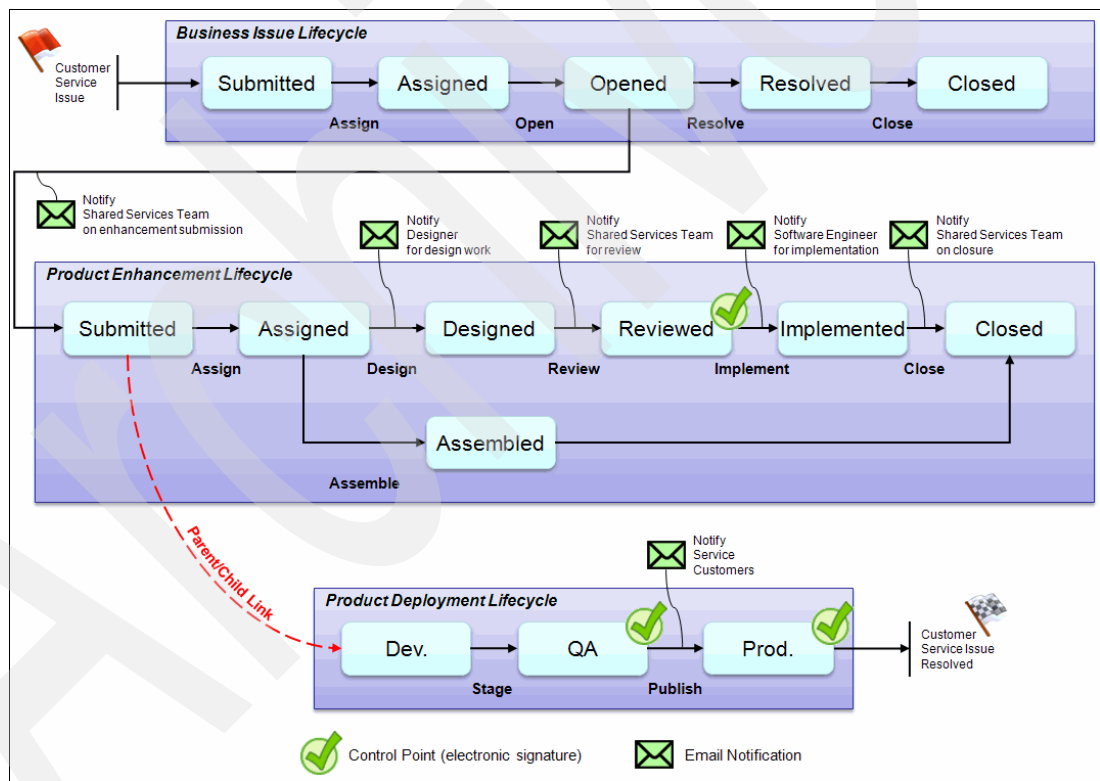 Business Issue Lifecycle
Customer
Service
Issue
Submitted
Assigned
Opened
Resolved
Closed
Assign
Open
Resolve
Close
Notify
Shared Services Team
on enhancement submission
Notify
Designer
for design work
Notify
Shared Services Team
for review
Notify
Software Engineer
for implementation
Notify
Shared Services Team
on closure
Product Enhancement Lifecycle
Submitted
Assigned
Designed
Reviewed
Implemented
Closed
Assign
Design
Review
Implement
Close
Assembled
Assemble
Parent/Child Link
Notify
Service
Customers
Product Deployment Lifecycle
Dev.
QA
Prod.
Stage
Publish
Customer
Service Issue
Resolved
Control Point (electronic signature)
Email Notification